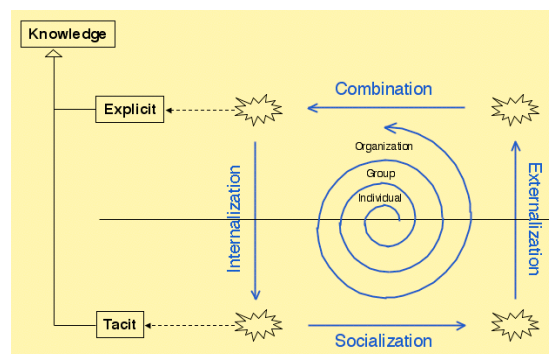 Knowledge
Combination
Explicit
Organization
Group
Individual
Internalization
Externalization
Tacit
Socialization